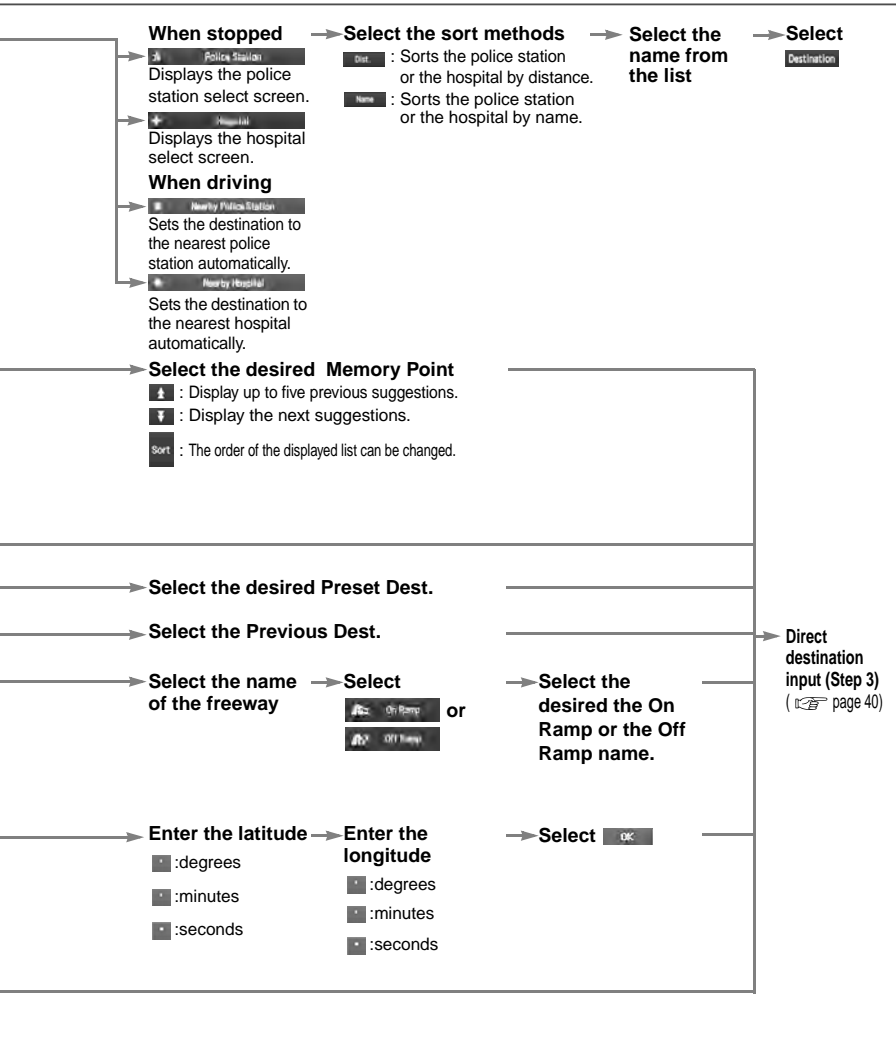 When stopped
Police Station
Displays the police
station select screen.
Hospital
Displays the hospital
select screen.
When driving
Nearby Police Station
Sets the destination to
the nearest police
station automatically.
Nearby Hospital
Sets the destination to
the nearest hospital
automatically.
Select the sort methods
Dist. : Sorts the police station
or the hospital by distance.
Name : Sorts the police station
or the hospital by name.
Select the
name from
the list
Select
Destination
Select the desired Memory Point
: Display up to five previous suggestions.
: Display the next suggestions.
Sort : The order of the displayed list can be changed.
Select the desired Preset Dest.
Select the Previous Dest.
Select the name
of the freeway
Select
On Ramp or
Off Ramp
Select the
desired the On
Ramp or the Off
Ramp name.
Enter the latitude
° :degrees
' :minutes
" :seconds
Enter the
longitude
° :degrees
' :minutes
" :seconds
Select OK
Direct
destination
input (Step 3)
( ☞ page 40)